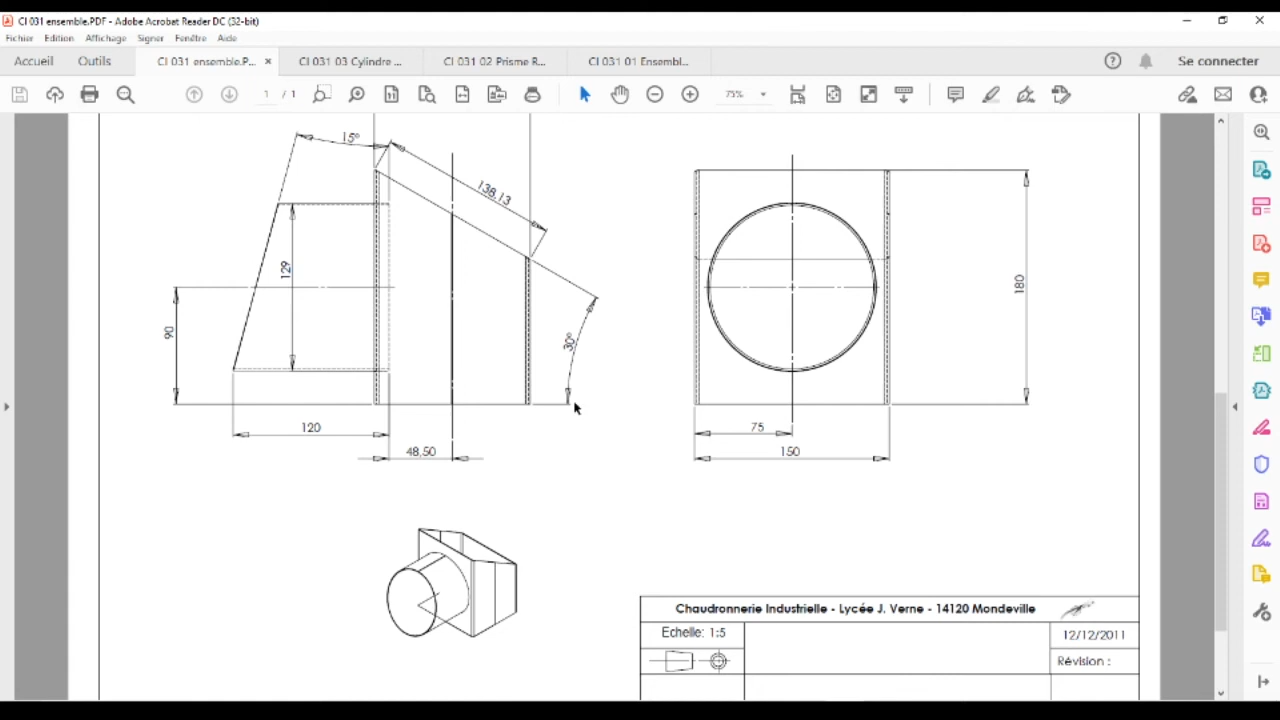 CI 031 ensemble.PDF - Adobe Acrobat Reader DC (32-bit)
Fichier Edition Affichage Signer Fenêtre Aide
Accueil Outils CI 031 ensemble.P... × CI 031 03 Cylindre ... CI 031 02 Prisme R... CI 031 01 Ensembl... Se connecter
1 / 1 75%
15°
138,13
129
90
30°
180
120
48,50
75
150
Chaudronnerie Industrielle - Lycée J. Verne - 14120 Mondeville
Echelle: 1:5
12/12/2011
Révision :